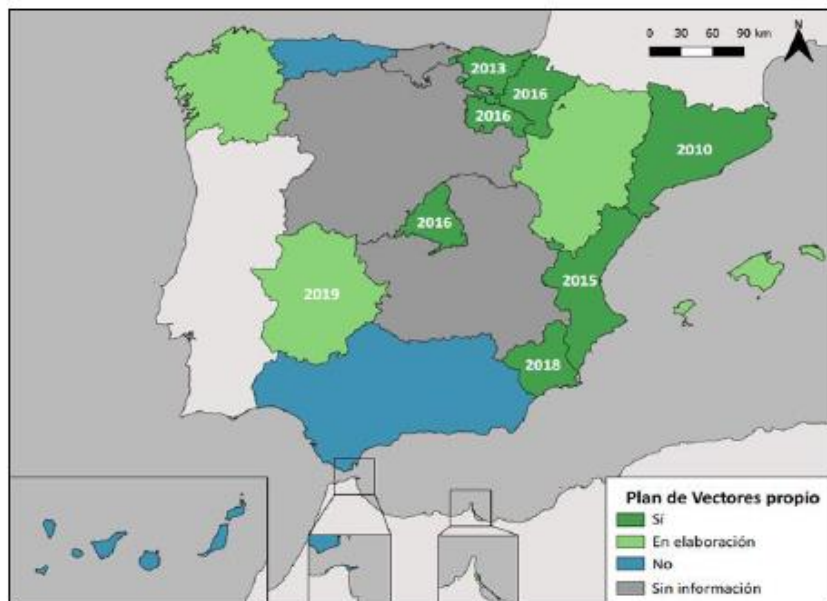 0 30 60 90 km
N
2013
2016
2016
2010
2016
2015
2019
2018
Plan de Vectores propio
Sí
En elaboración
No
Sin información